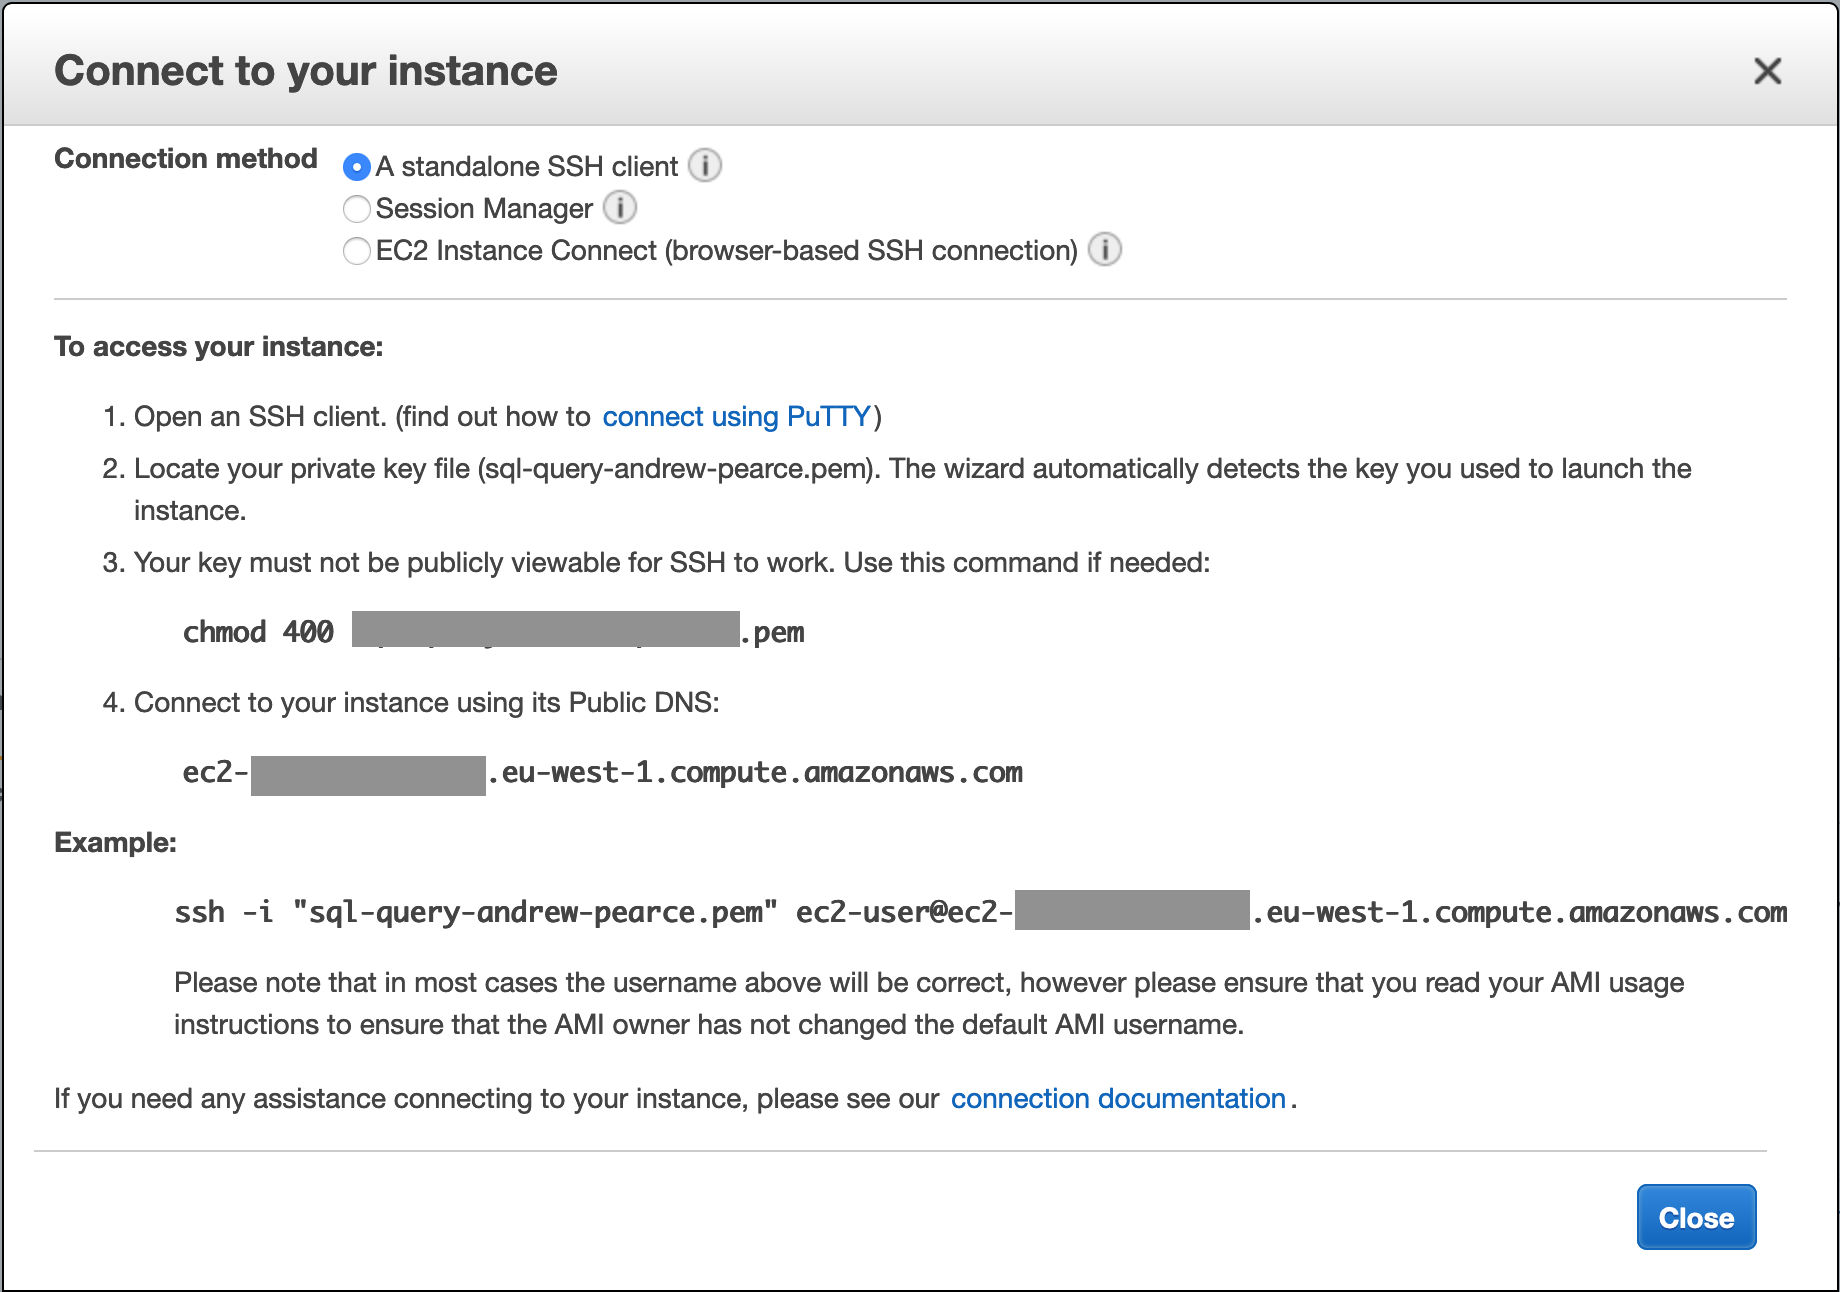 Connect to your instance
Connection method
A standalone SSH client
Session Manager
EC2 Instance Connect (browser-based SSH connection)
To access your instance:
1. Open an SSH client. (find out how to connect using PuTTY)
2. Locate your private key file (sql-query-andrew-pearce.pem). The wizard automatically detects the key you used to launch the
instance.
3. Your key must not be publicly viewable for SSH to work. Use this command if needed:
chmod 400 .pem
4. Connect to your instance using its Public DNS:
ec2- .eu-west-1.compute.amazonaws.com
Example:
ssh -i "sql-query-andrew-pearce.pem" ec2-user@ec2- .eu-west-1.compute.amazonaws.com
Please note that in most cases the username above will be correct, however please ensure that you read your AMI usage
instructions to ensure that the AMI owner has not changed the default AMI username.
If you need any assistance connecting to your instance, please see our connection documentation.
Close